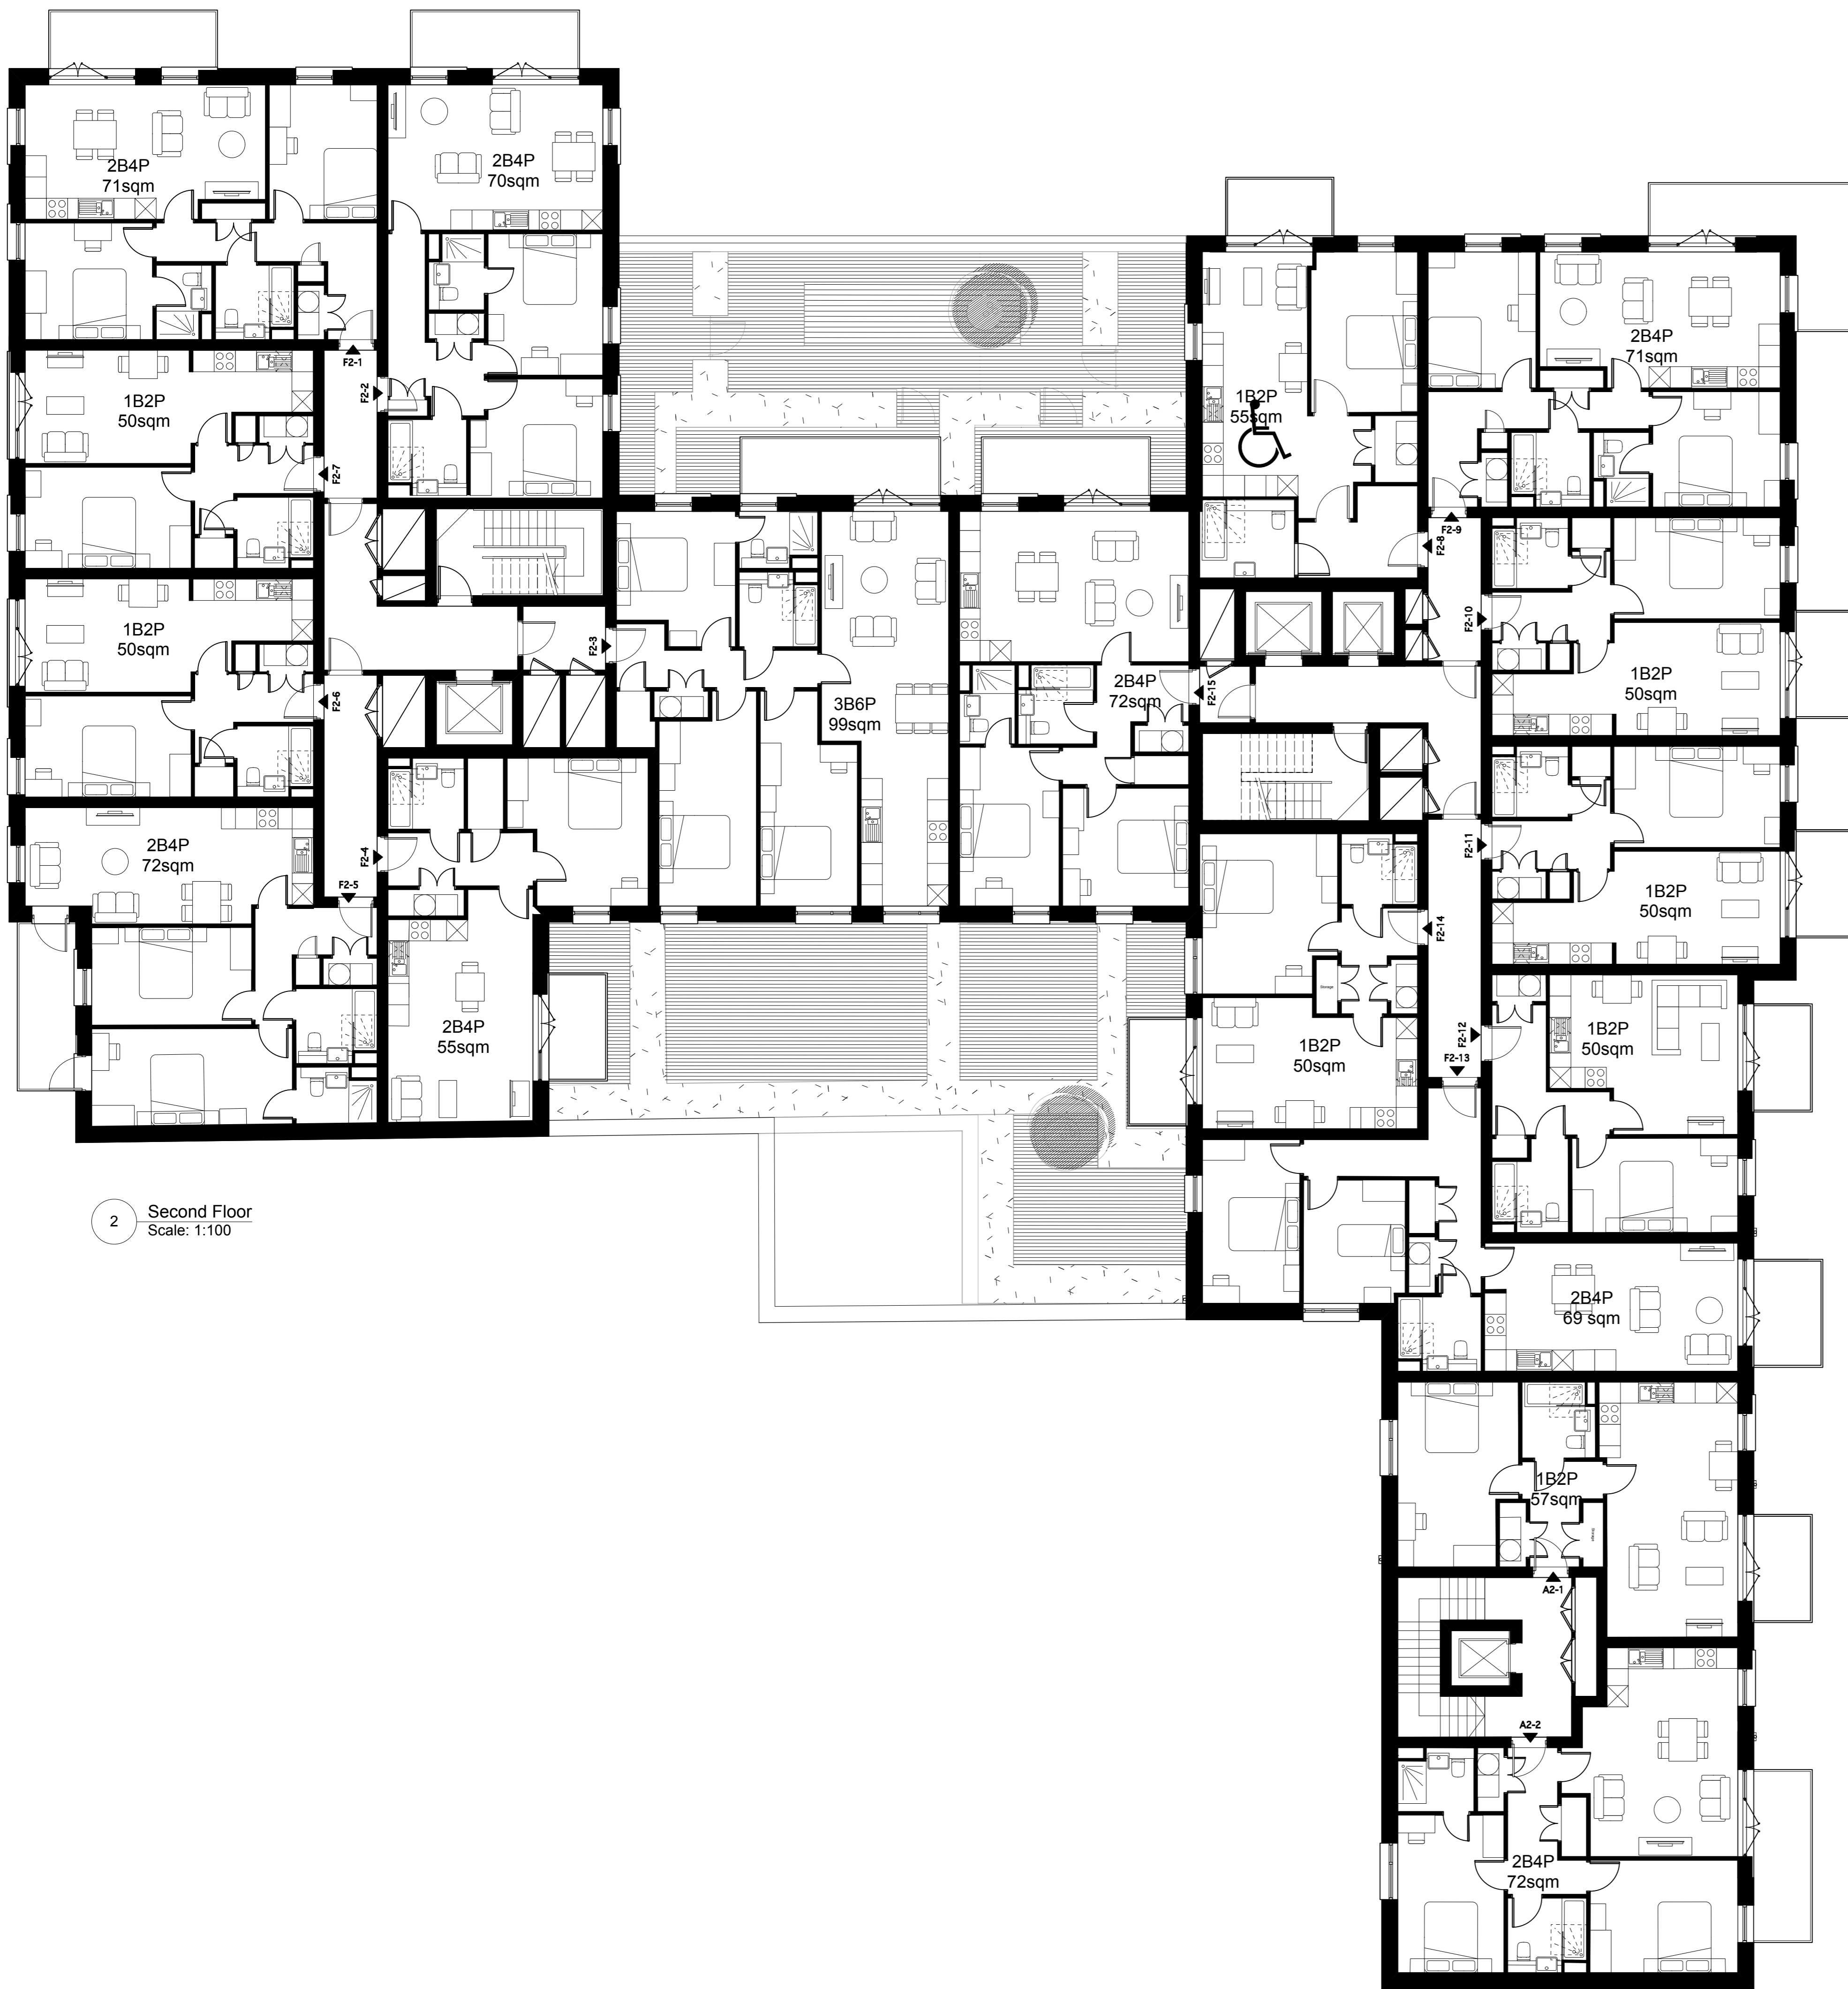 2B4P
71sqm
2B4P
70sqm
F2-1
F2-2
1B2P
50sqm
F2-7
1B2P
50sqm
F2-3
F2-6
2B4P
72sqm
F2-4
F2-5
2B4P
55sqm
3B6P
99sqm
2B4P
72sqm
F2-15
1B2P
55sqm
2B4P
71sqm
F2-9
F2-8
F2-10
1B2P
50sqm
F2-11
1B2P
50sqm
F2-14
Storage
1B2P
50sqm
F2-12
F2-13
1B2P
50sqm
2B4P
69 sqm
1B2P
57sqm
Storage
A2-1
A2-2
2B4P
72sqm
2
Second Floor
Scale: 1:100